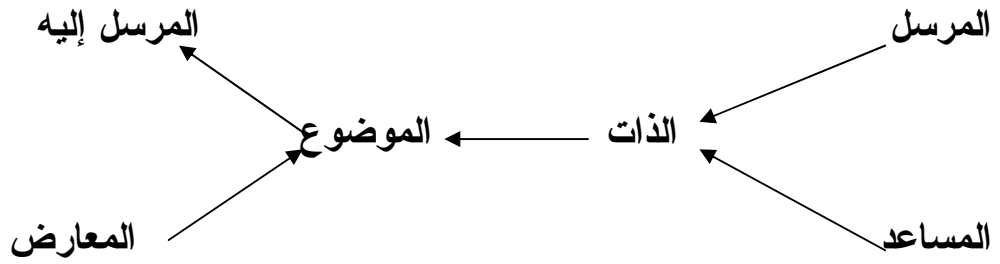 المرسل المرسل إليه
الذات الموضوع
المساعد المعارض